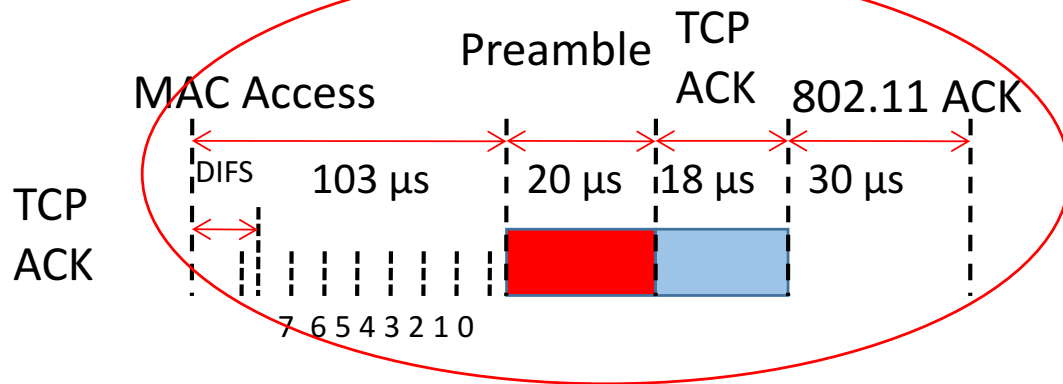 MAC Access
Preamble
TCP
ACK
802.11 ACK
DIFS
103 μs
20 μs
18 μs
30 μs
TCP
ACK
7 6 5 4 3 2 1 0